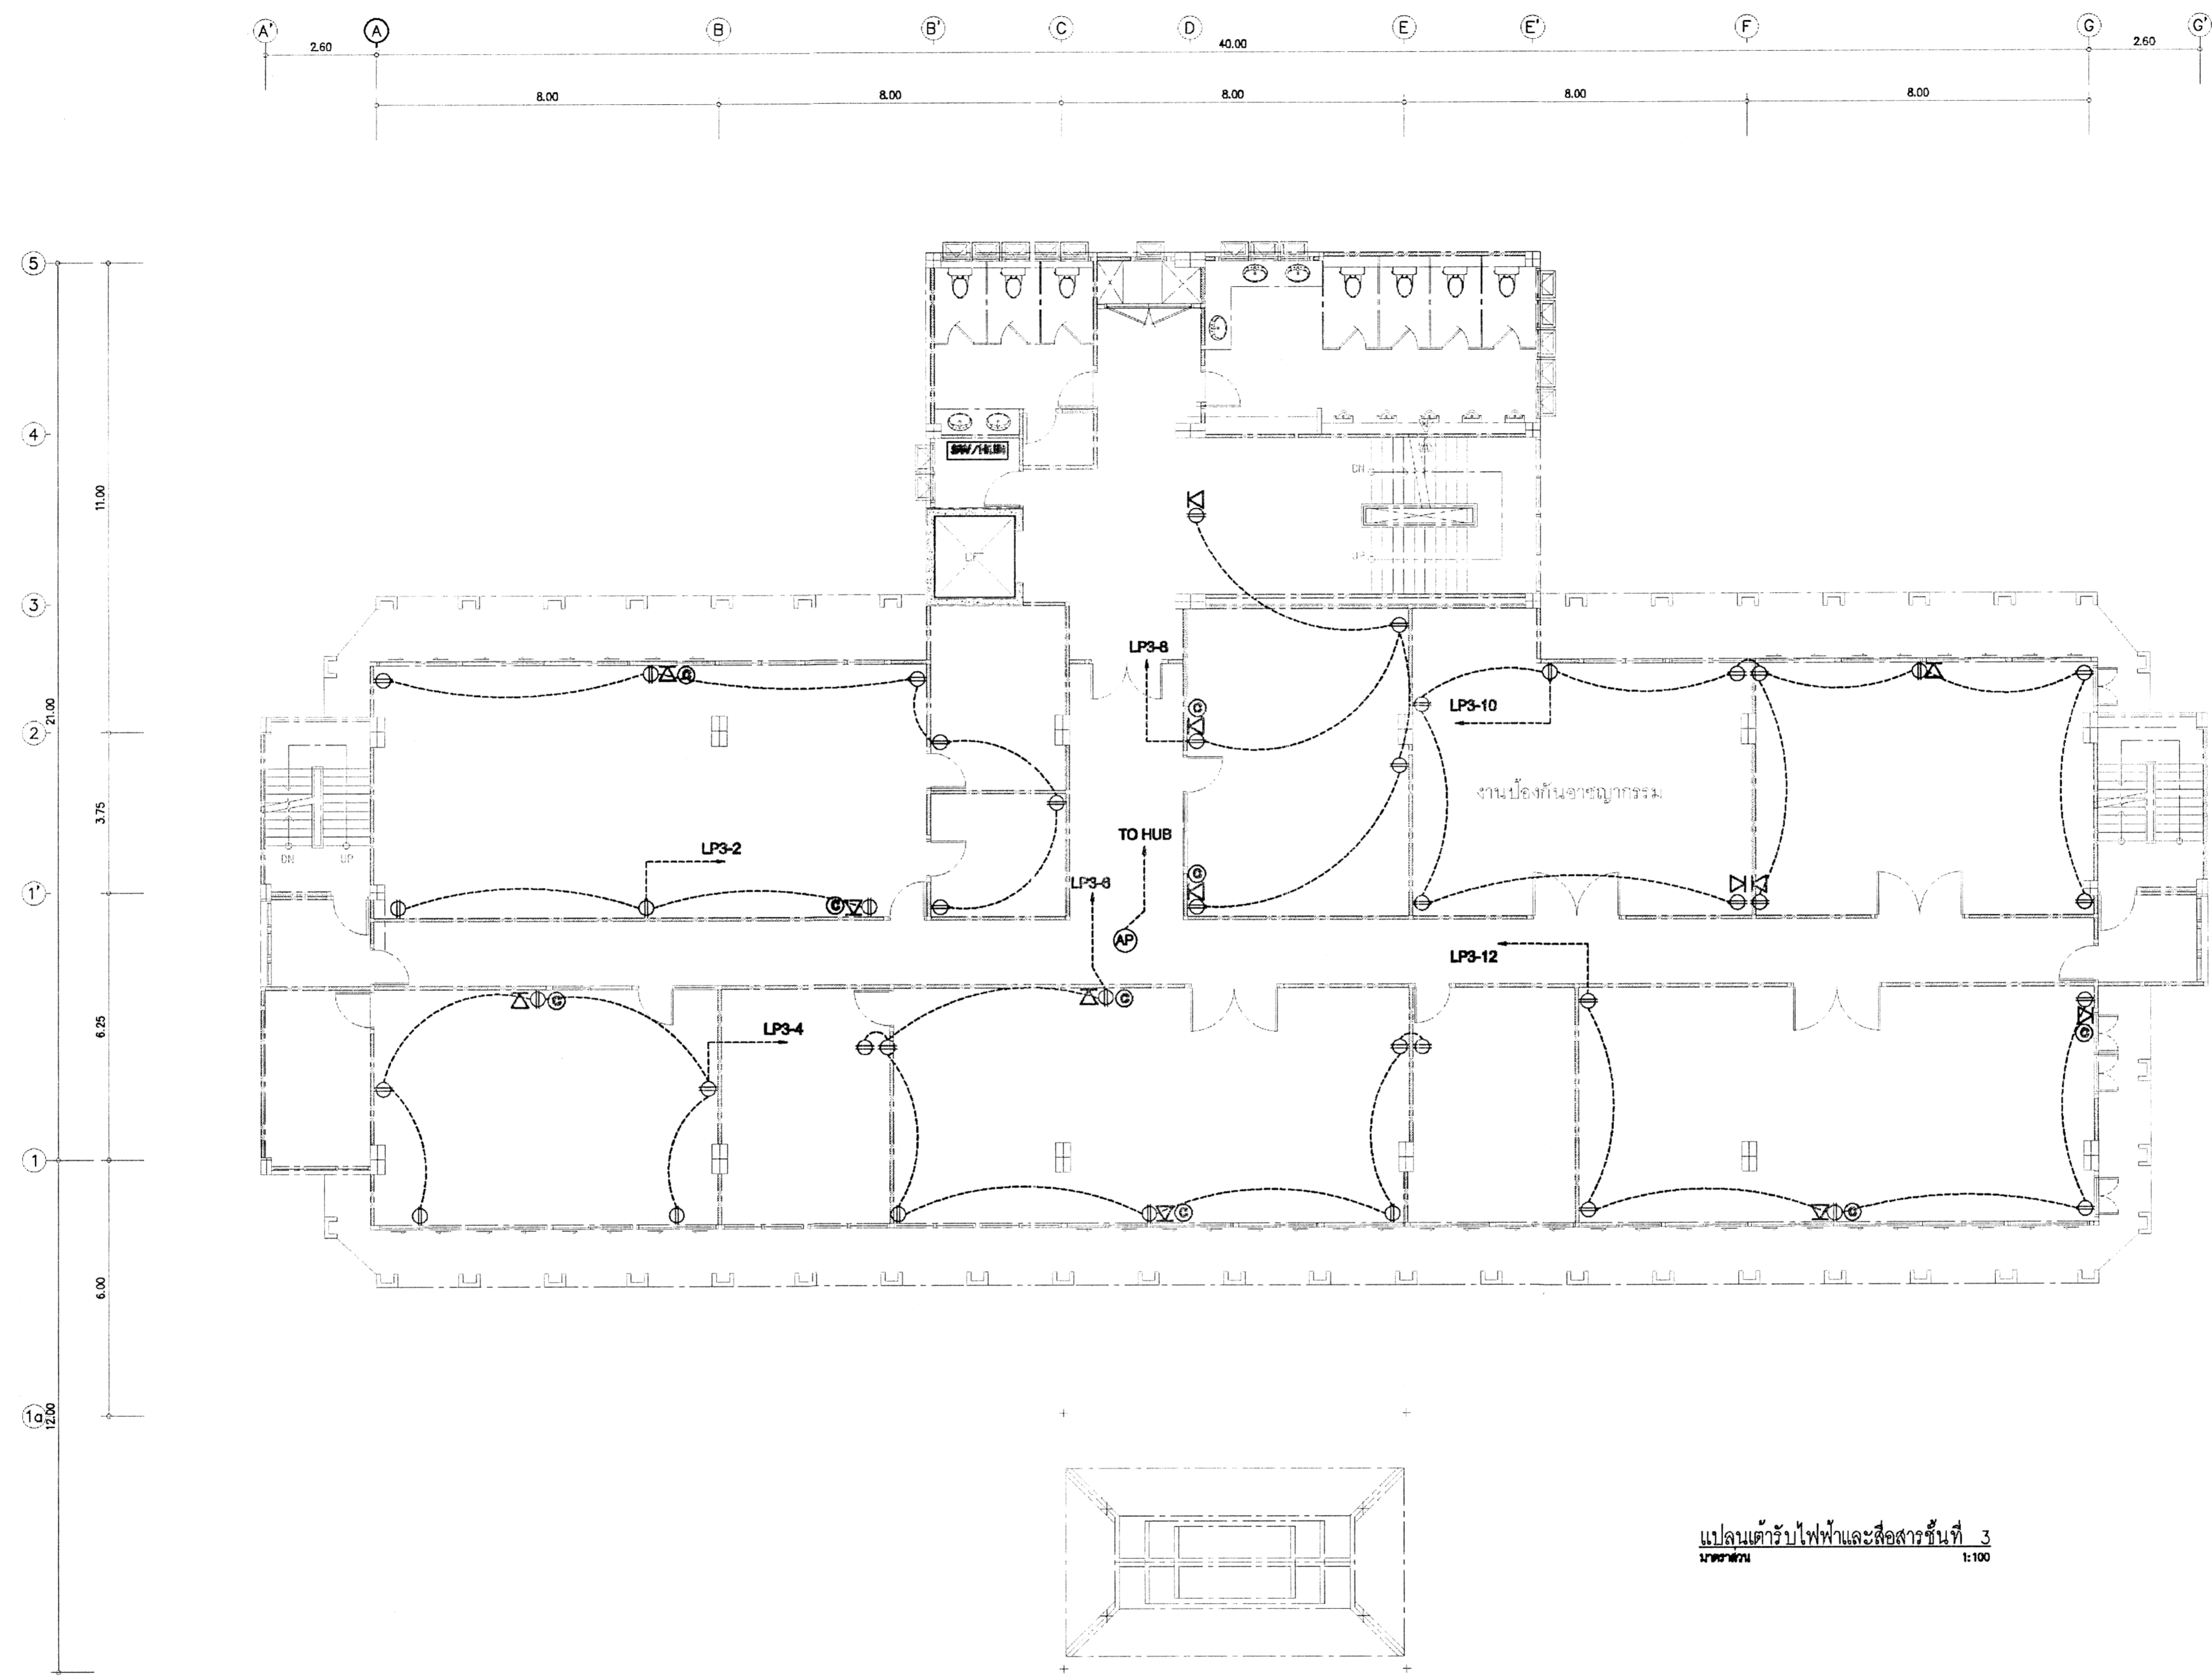 A' A B B' C D E E' F G G'
2.60 40.00 2.60
8.00 8.00 8.00 8.00 8.00
5
4
11.00
DN
UP
3
LP3-8
C
C
LP3-10
21.00
2
C
3.75
งานป้องกันอาชญากรรม
TO HUB
LP3-2
DN UP
LP3-6
C
1'
C
AP
LP3-12
C
C
6.25
LP3-4
C
1
C
C
6.00
1a
12.00
แปลนเต้ารับไฟฟ้าและสื่อสารชั้นที่ 3
มาตราส่วน 1:100